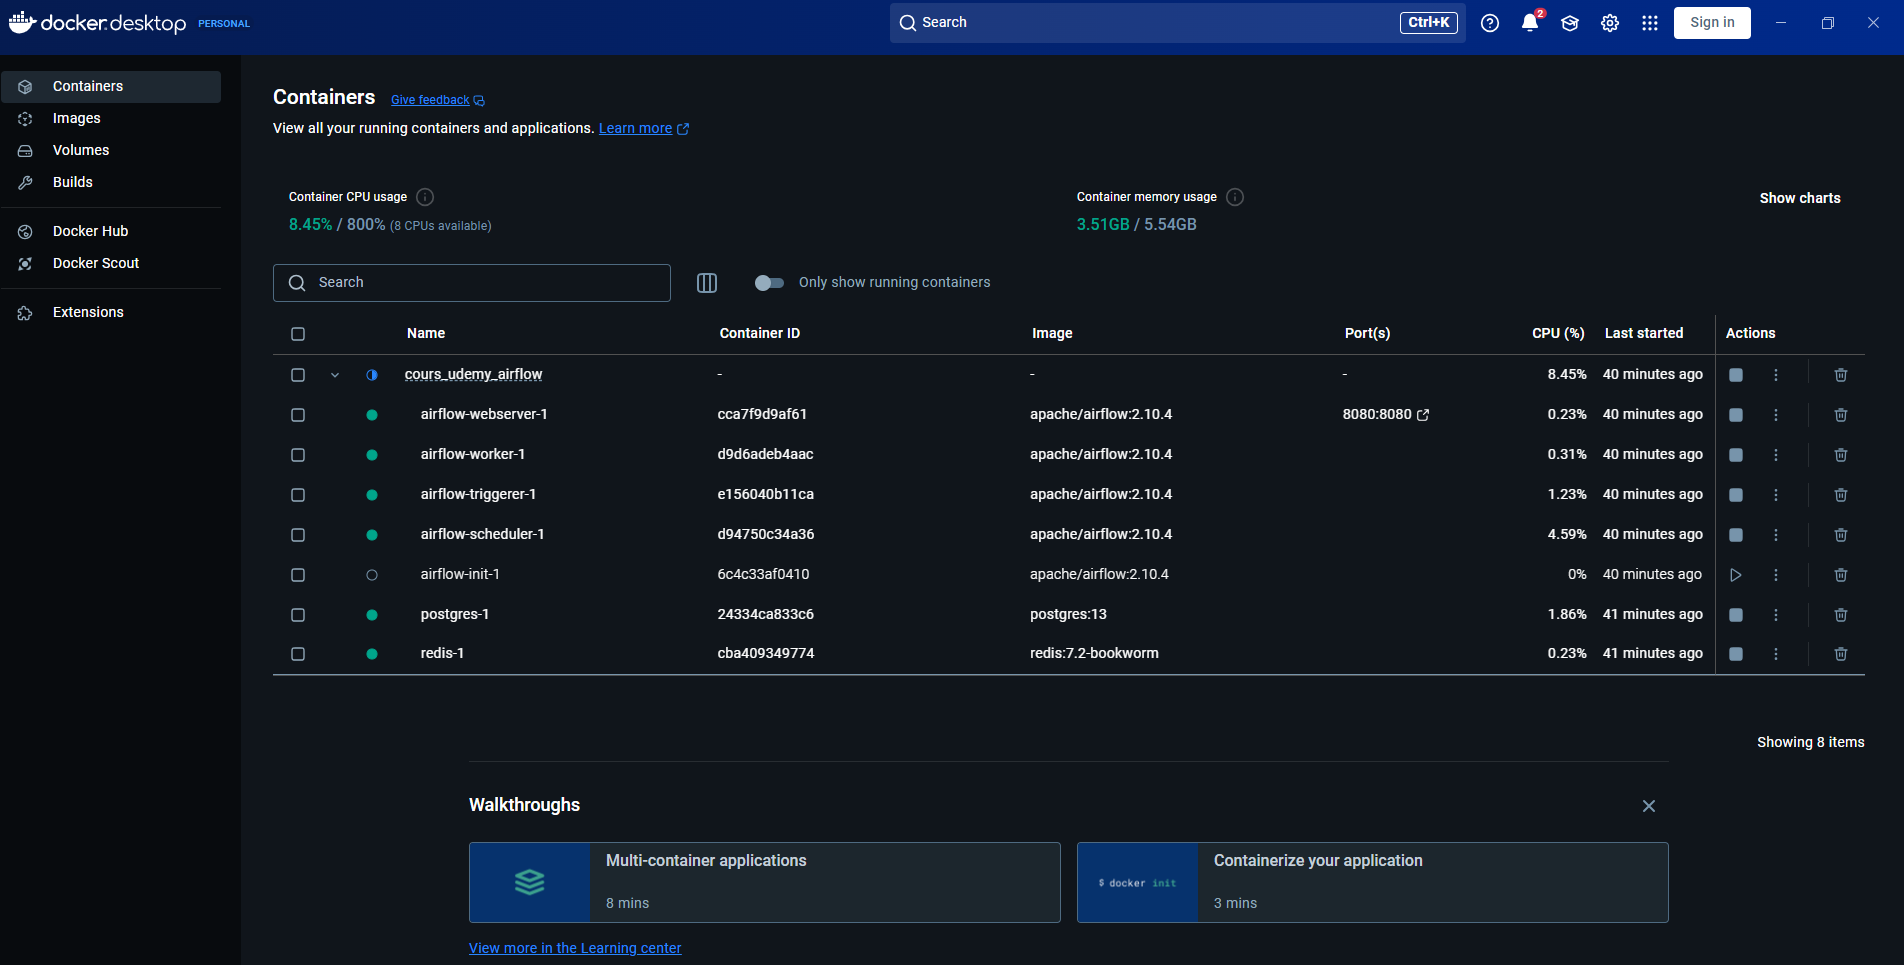 docker.desktop PERSONAL
Search
Ctrl+K
2
Sign in
Containers
Images
Volumes
Builds
Docker Hub
Docker Scout
Extensions
Containers Give feedback
View all your running containers and applications. Learn more
Container CPU usage
8.45% / 800% (8 CPUs available)
Container memory usage
3.51GB / 5.54GB
Show charts
Search
Only show running containers
Name Container ID Image Port(s) CPU (%) Last started Actions
cours_udemy_airflow - - - 8.45% 40 minutes ago
airflow-webserver-1 cca7f9d9af61 apache/airflow:2.10.4 8080:8080 0.23% 40 minutes ago
airflow-worker-1 d9d6adeb4aac apache/airflow:2.10.4 0.31% 40 minutes ago
airflow-triggerer-1 e156040b11ca apache/airflow:2.10.4 1.23% 40 minutes ago
airflow-scheduler-1 d94750c34a36 apache/airflow:2.10.4 4.59% 40 minutes ago
airflow-init-1 6c4c33af0410 apache/airflow:2.10.4 0% 40 minutes ago
postgres-1 24334ca833c6 postgres:13 1.86% 41 minutes ago
redis-1 cba409349774 redis:7.2-bookworm 0.23% 41 minutes ago
Showing 8 items
Walkthroughs
Multi-container applications
8 mins
$ docker init
Containerize your application
3 mins
View more in the Learning center